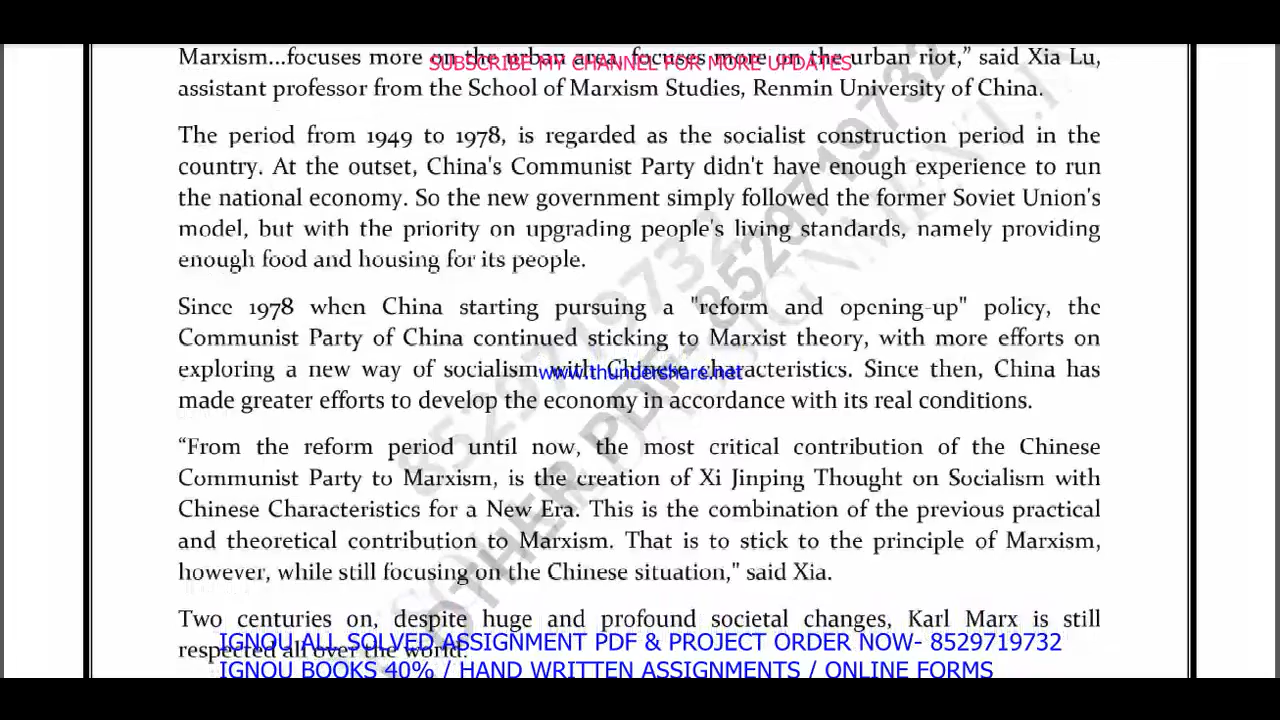 Marxism...focuses more on the urban area, focuses more on the urban riot,” said Xia Lu,
SUBSCRIBE MY CHANNEL FOR MORE UPDATES
assistant professor from the School of Marxism Studies, Renmin University of China.
The period from 1949 to 1978, is regarded as the socialist construction period in the
country. At the outset, China's Communist Party didn't have enough experience to run
the national economy. So the new government simply followed the former Soviet Union's
model, but with the priority on upgrading people's living standards, namely providing
enough food and housing for its people.
Since 1978 when China starting pursuing a "reform and opening-up" policy, the
Communist Party of China continued sticking to Marxist theory, with more efforts on
exploring a new way of socialism with Chinese characteristics. Since then, China has
www.thundershare.net
made greater efforts to develop the economy in accordance with its real conditions.
“From the reform period until now, the most critical contribution of the Chinese
Communist Party to Marxism, is the creation of Xi Jinping Thought on Socialism with
Chinese Characteristics for a New Era. This is the combination of the previous practical
and theoretical contribution to Marxism. That is to stick to the principle of Marxism,
however, while still focusing on the Chinese situation," said Xia.
Two centuries on, despite huge and profound societal changes, Karl Marx is still
respected all over the world.
IGNOU ALL SOLVED ASSIGNMENT PDF & PROJECT ORDER NOW- 8529719732
IGNOU BOOKS 40% / HAND WRITTEN ASSIGNMENTS / ONLINE FORMS
OTHER PDF- 8529719732
8529719732